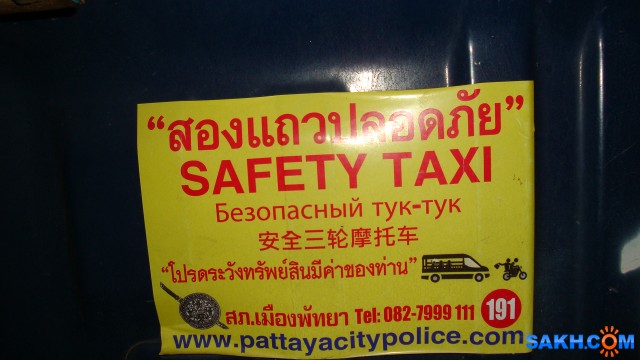 “สองแถวปลอดภัย”
SAFETY TAXI
Безопасный тук-тук
安全三轮摩托车
“โปรดระวังทรัพย์สินมีค่าของท่าน”
สภ.เมืองพัทยา Tel: 082-7999 111 191
www.pattayacitypolice.com
SAKH.COM